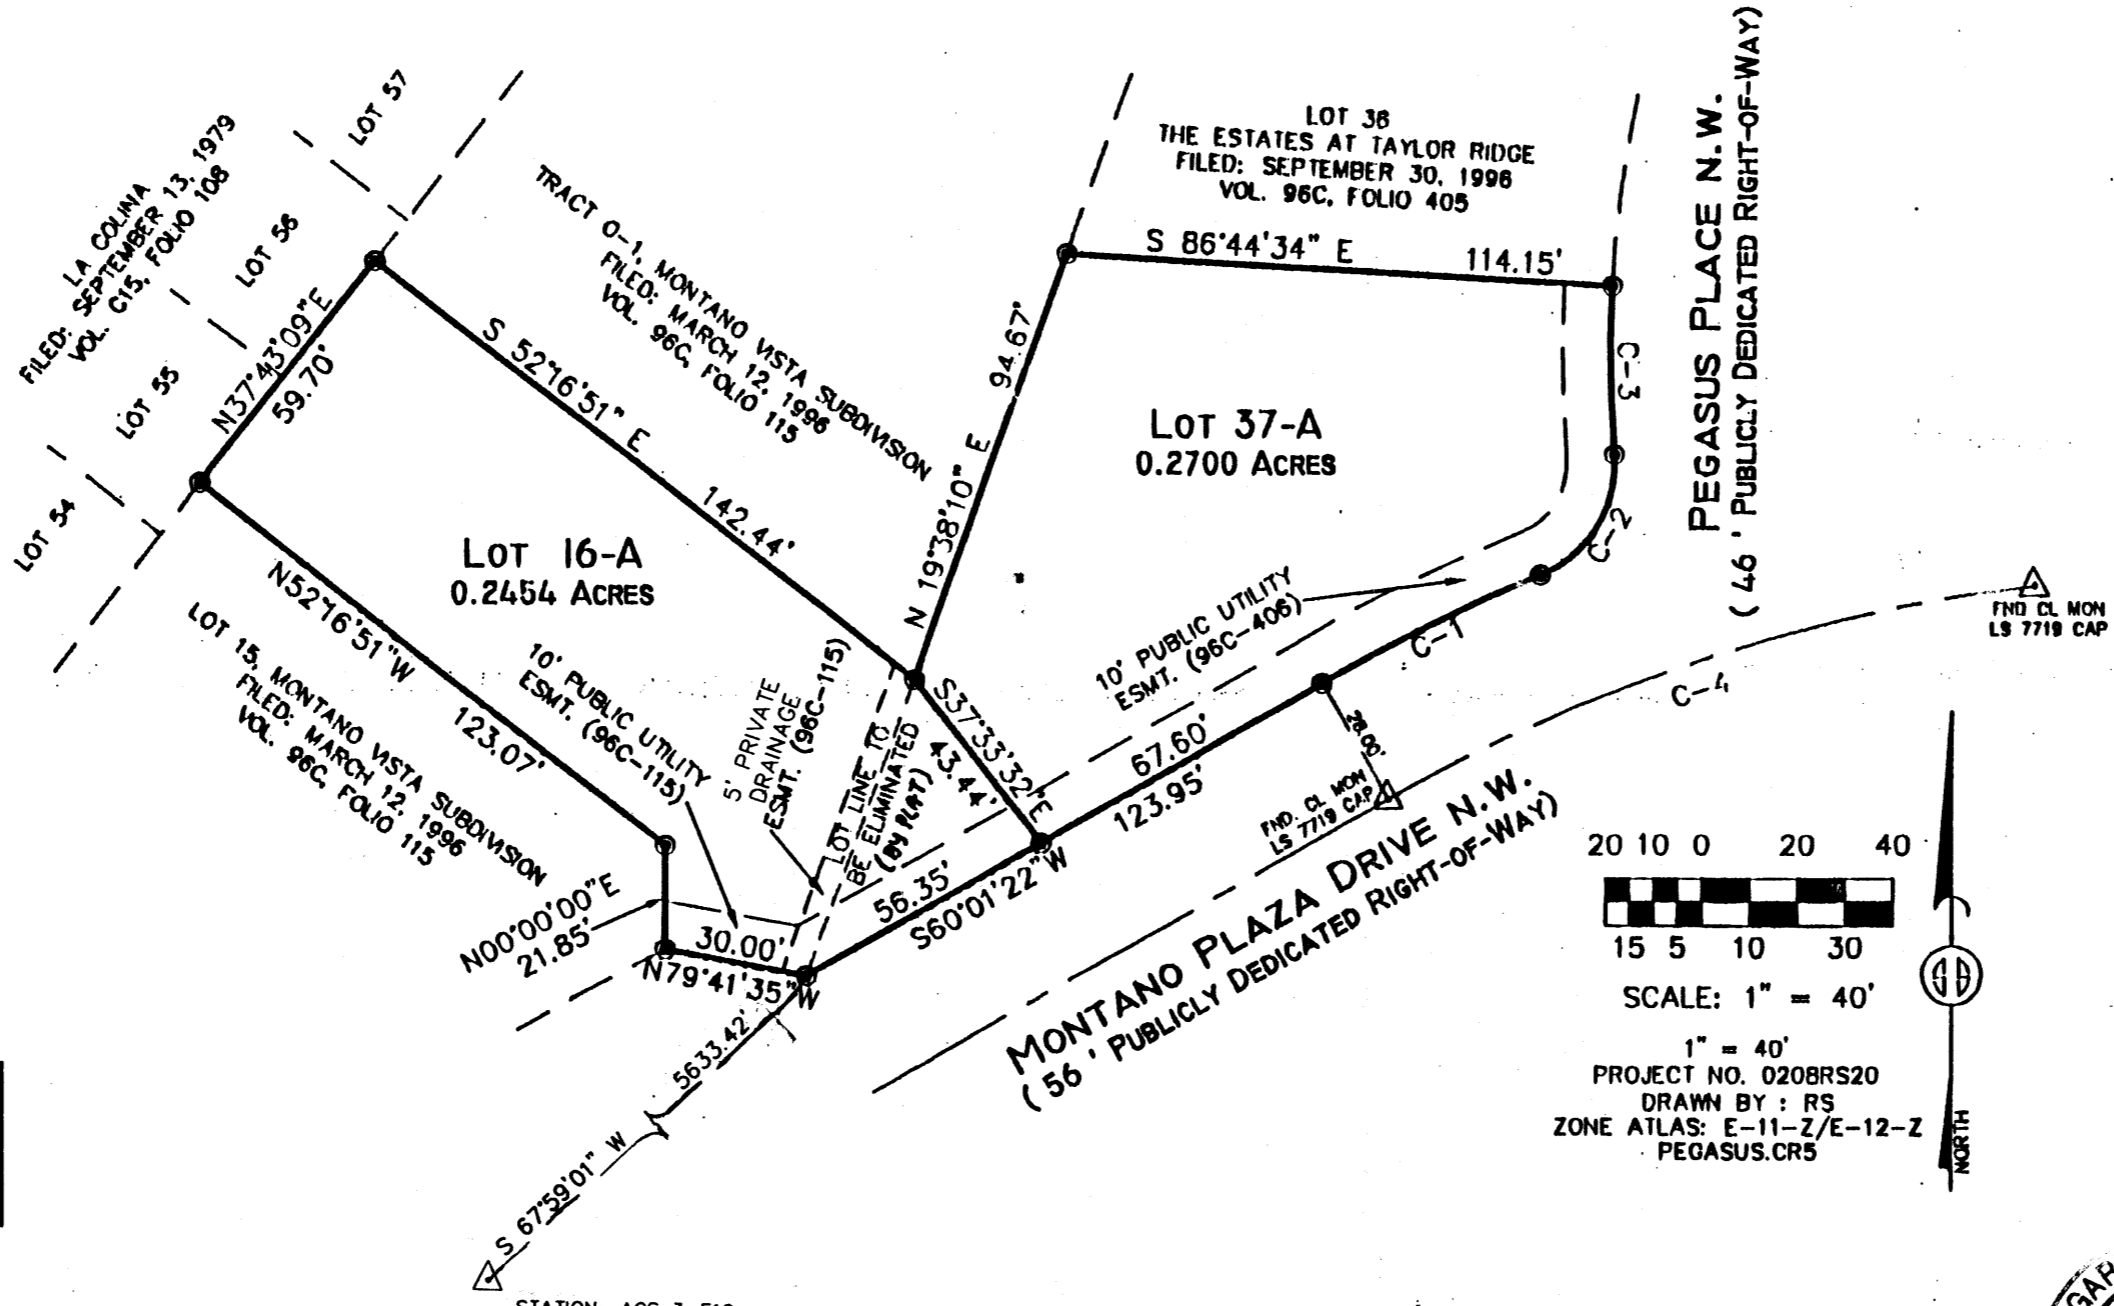 LOT 57
LA COLINA
FILED: SEPTEMBER 13, 1979
VOL. C15, FOLIO 108
LOT 56
LOT 55
LOT 54
N37°43'09"E
59.70'
TRACT O-1, MONTANO VISTA SUBDIVISION
FILED: MARCH 12, 1996
VOL. 96C, FOLIO 115
S 52°16'51" E
142.44'
LOT 16-A
0.2454 ACRES
N52°16'51"W
123.07'
LOT 15, MONTANO VISTA SUBDIVISION
FILED: MARCH 12, 1996
VOL. 96C, FOLIO 115
10' PUBLIC UTILITY
ESMT. (96C-115)
5' PRIVATE
DRAINAGE
ESMT. (96C-115)
LOT LINE TO
BE ELIMINATED
(BY PLAT)
N00°00'00"E
21.85'
30.00'
N79°41'35"W
5633.42'
S 67°59'01" W
LOT 38
THE ESTATES AT TAYLOR RIDGE
FILED: SEPTEMBER 30, 1996
VOL. 96C, FOLIO 405
S 86°44'34" E
114.15'
N 19°38'10" E
94.67"
LOT 37-A
0.2700 ACRES
C-3
C-2
C-1
10' PUBLIC UTILITY
ESMT. (96C-406)
S37°33'32"E
43.44'
67.60'
123.95'
56.35'
S60°01'22"W
28.00'
FND. CL MON
LS 7719 CAP
C-4
FND CL MON
LS 7719 CAP
PEGASUS PLACE N.W.
( 46 ' PUBLICLY DEDICATED RIGHT-OF-WAY)
MONTANO PLAZA DRIVE N.W.
( 56 ' PUBLICLY DEDICATED RIGHT-OF-WAY)
20 10 0 20 40
15 5 10 30
SCALE: 1" = 40'
1" = 40'
PROJECT NO. 0208RS20
DRAWN BY : RS
ZONE ATLAS: E-11-Z/E-12-Z
PEGASUS.CR5
NORTH